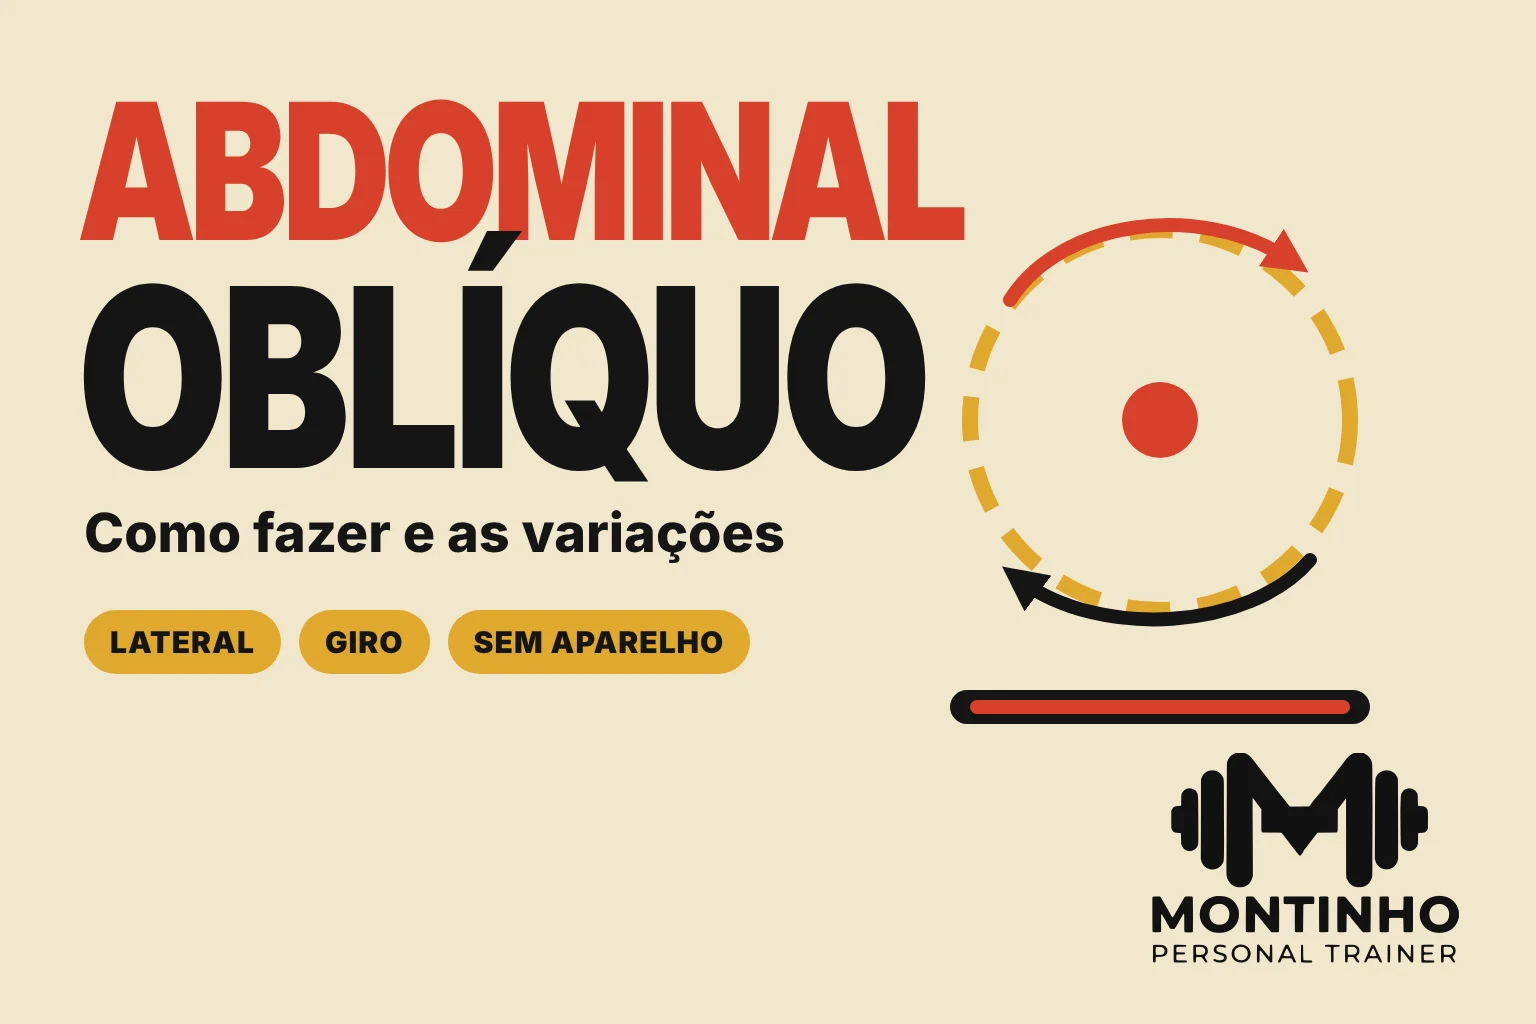 ABDOMINAL
OBLÍQUO
Como fazer e as variações
LATERAL GIRO SEM APARELHO
MONTINHO
PERSONAL TRAINER